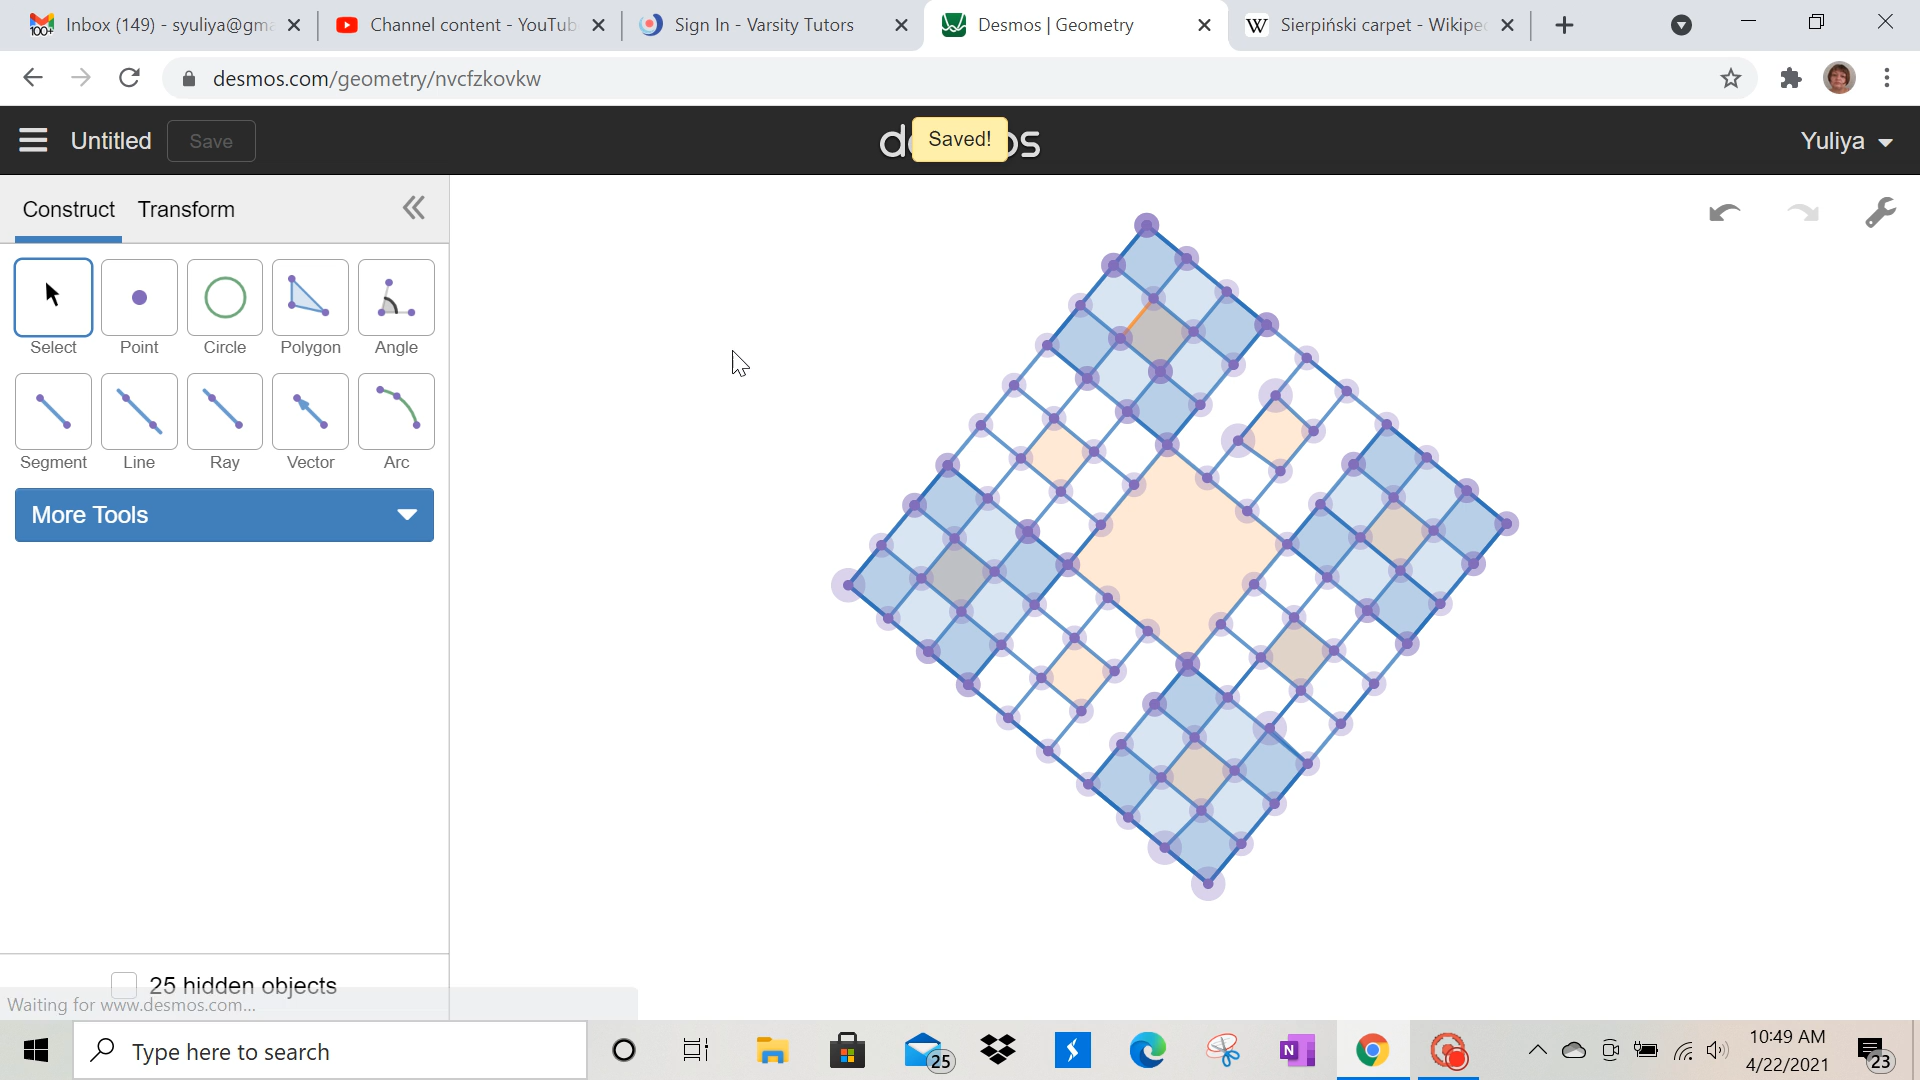 Inbox (149) - syuliya@gma
Channel content - YouTub
Sign In - Varsity Tutors
Desmos | Geometry
Sierpiński carpet - Wikipe
desmos.com/geometry/nvcfzkovkw
Untitled
Save
Saved!
Yuliya
Construct
Transform
Select
Point
Circle
Polygon
Angle
Segment
Line
Ray
Vector
Arc
More Tools
25 hidden objects
Waiting for www.desmos.com...
Type here to search
25
10:49 AM
4/22/2021
23